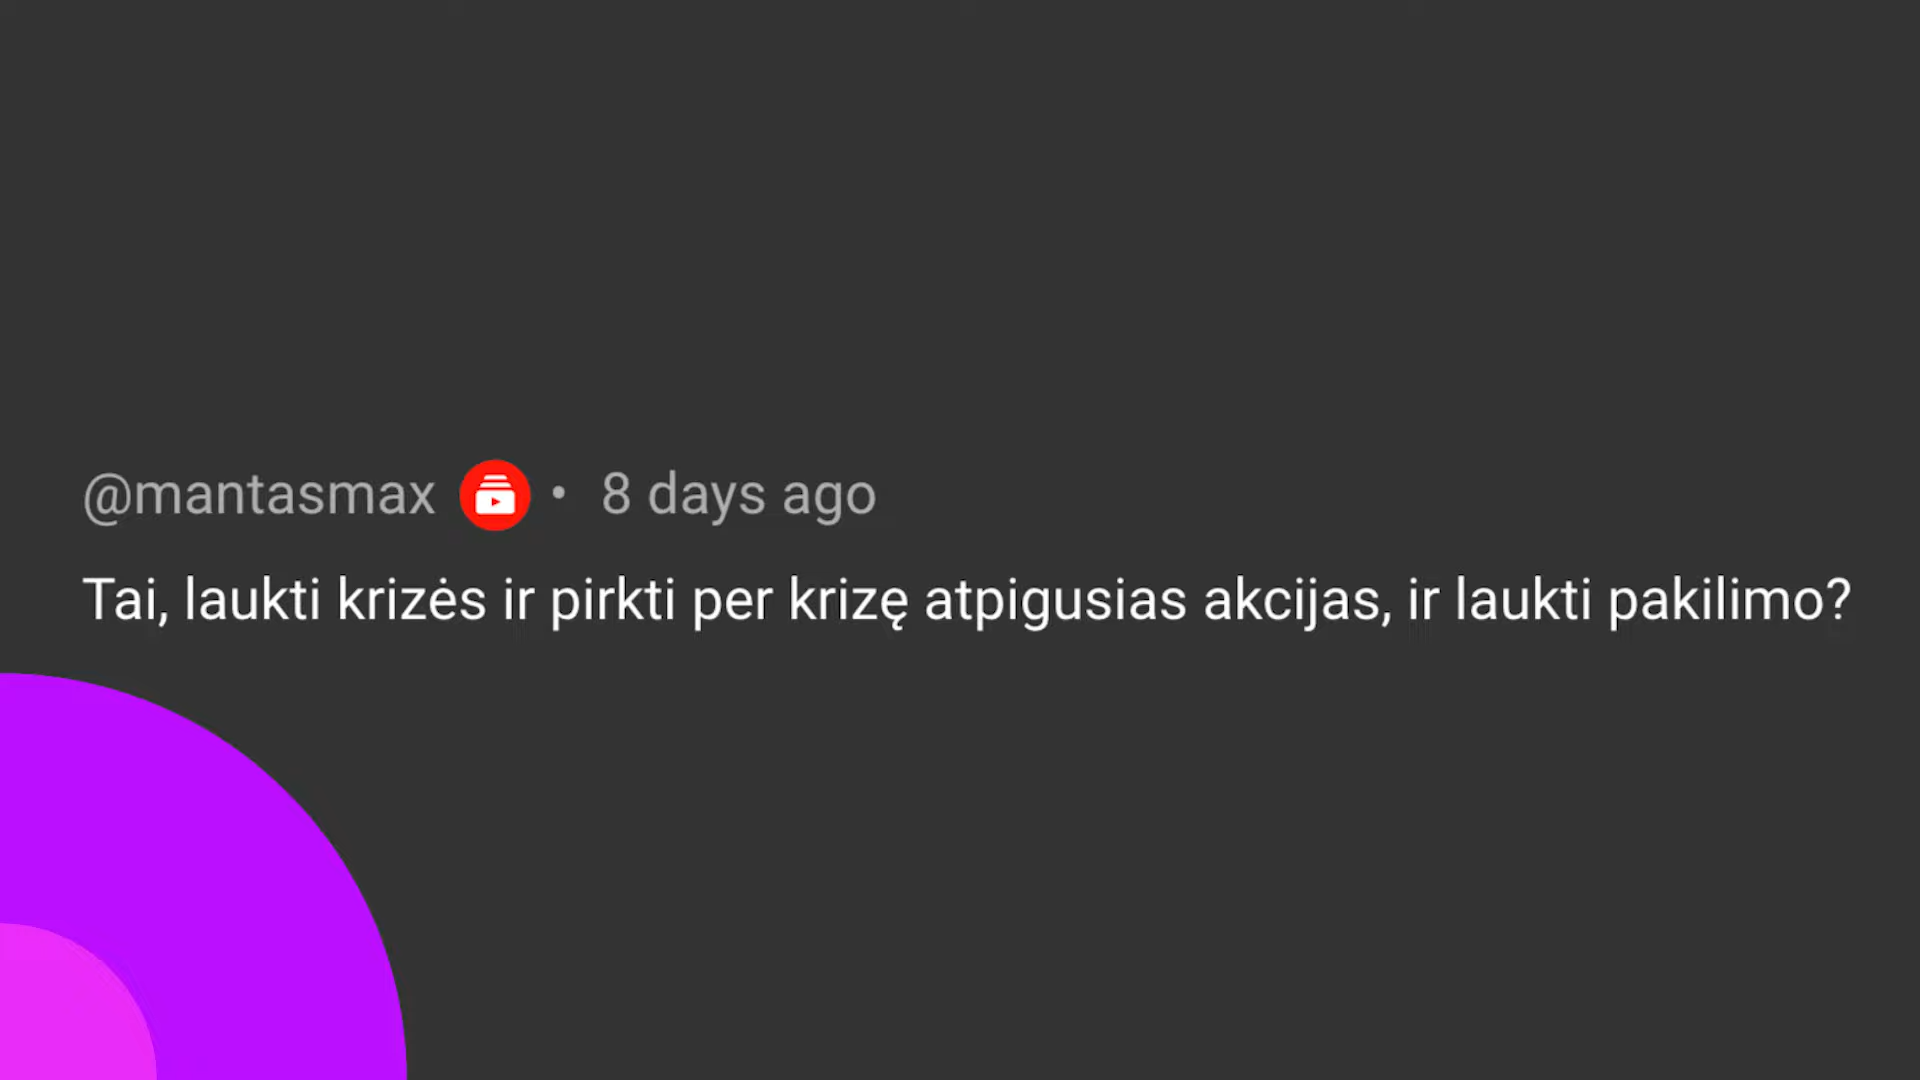 @mantasmax • 8 days ago
Tai, laukti krizės ir pirkti per krizę atpigusias akcijas, ir laukti pakilimo?